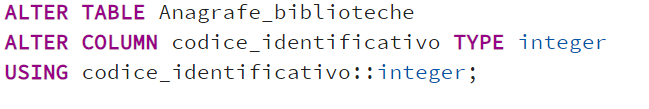 ALTER TABLE Anagrafe_biblioteche
ALTER COLUMN codice_identificativo TYPE integer
USING codice_identificativo::integer;